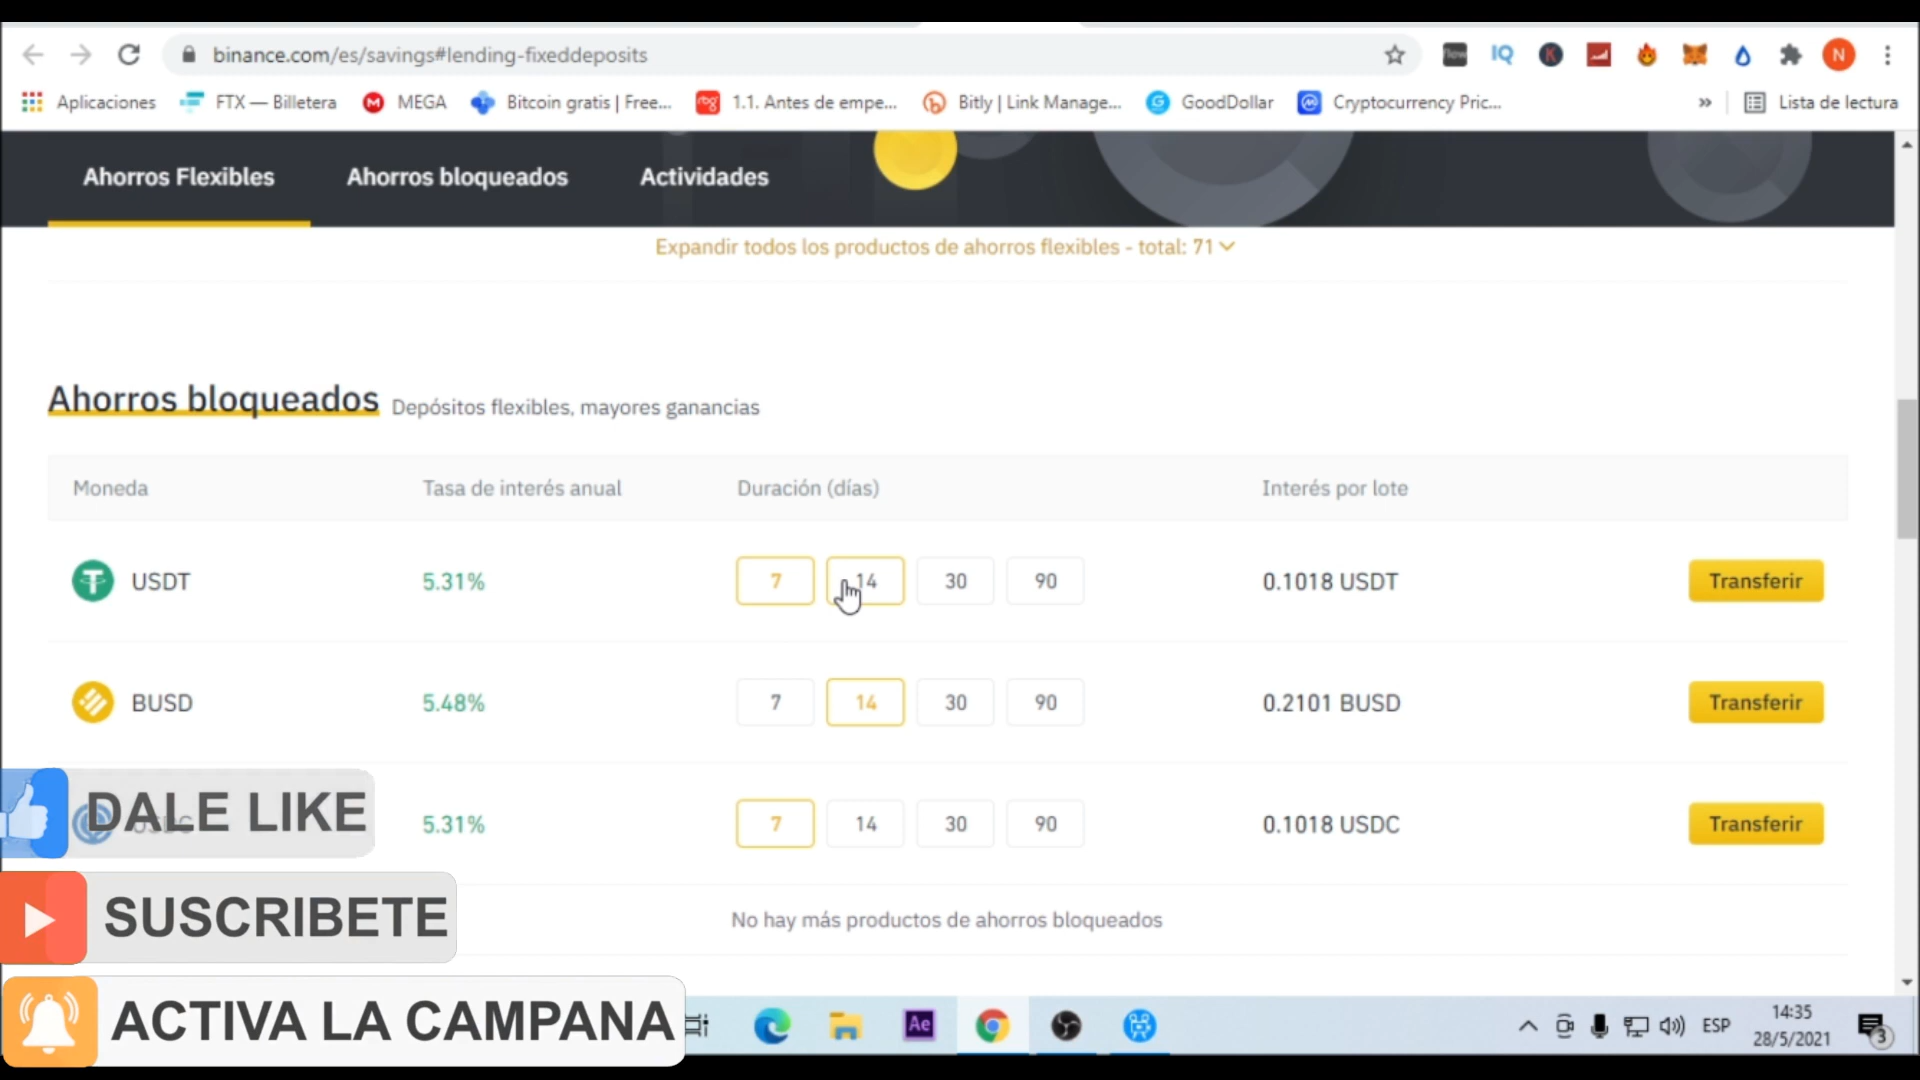 binance.com/es/savings#lending-fixeddeposits
IQ
K
N
Aplicaciones
FTX — Billetera
MEGA
Bitcoin gratis | Free...
1.1. Antes de empe...
Bitly | Link Manage...
GoodDollar
Cryptocurrency Pric...
»
Lista de lectura
Ahorros Flexibles
Ahorros bloqueados
Actividades
Expandir todos los productos de ahorros flexibles - total: 71
Ahorros bloqueados
Depósitos flexibles, mayores ganancias
Moneda
Tasa de interés anual
Duración (días)
Interés por lote
USDT
5.31%
7
14
30
90
0.1018 USDT
Transferir
BUSD
5.48%
7
14
30
90
0.2101 BUSD
Transferir
USDC
5.31%
7
14
30
90
0.1018 USDC
Transferir
No hay más productos de ahorros bloqueados
DALE LIKE
SUSCRIBETE
ACTIVA LA CAMPANA
Ae
ESP
14:35
28/5/2021
3